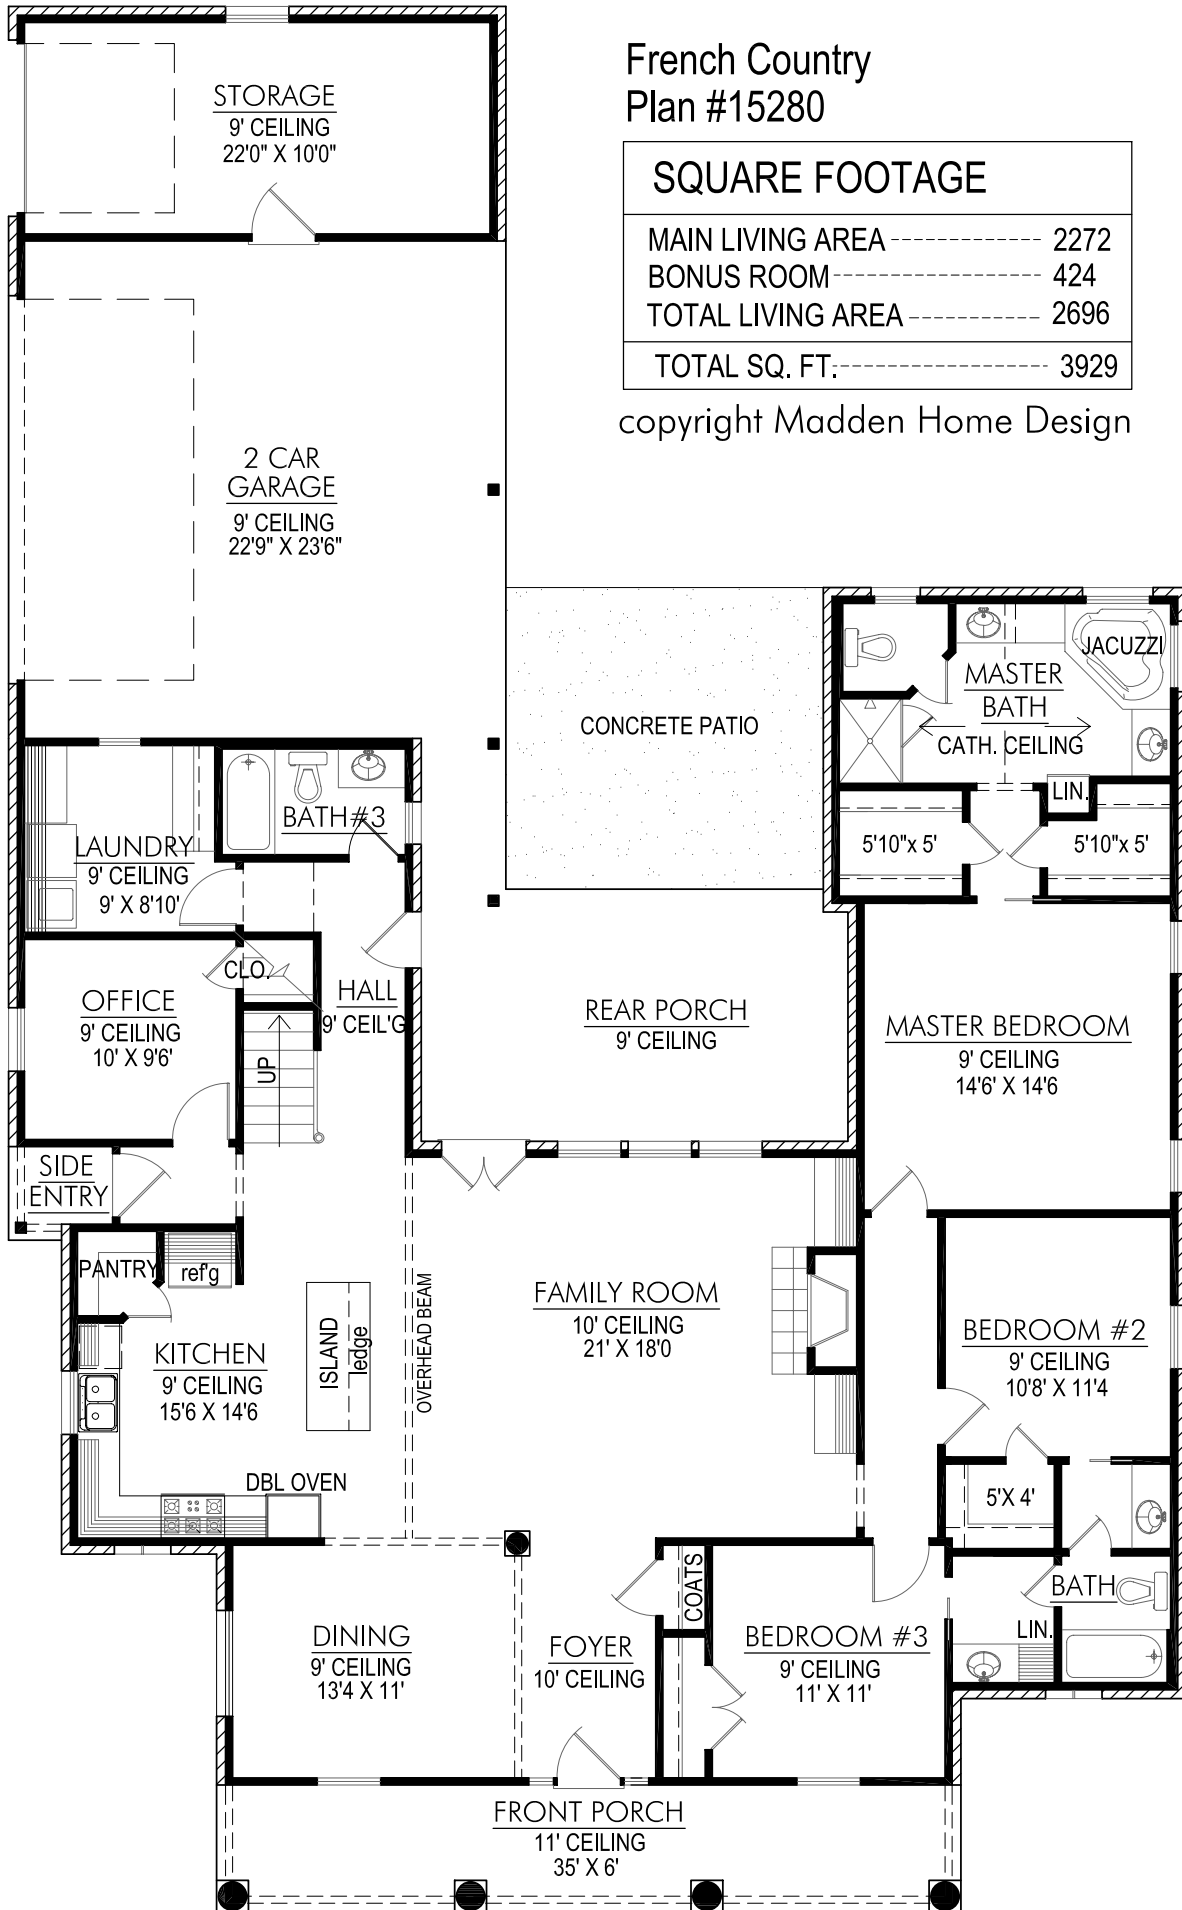 French Country
Plan #15280
SQUARE FOOTAGE
MAIN LIVING AREA 2272
BONUS ROOM 424
TOTAL LIVING AREA 2696
TOTAL SQ. FT. 3929
copyright Madden Home Design
STORAGE
9' CEILING
22'0" X 10'0"
2 CAR
GARAGE
9' CEILING
22'9" X 23'6"
CONCRETE PATIO
JACUZZI
MASTER
BATH
CATH. CEILING
LIN.
5'10"x 5'
5'10"x 5'
BATH#3
LAUNDRY
9' CEILING
9' X 8'10'
CLO.
OFFICE
9' CEILING
10' X 9'6'
HALL
9' CEIL'G
UP
REAR PORCH
9' CEILING
MASTER BEDROOM
9' CEILING
14'6' X 14'6
SIDE
ENTRY
PANTRY
ref'g
KITCHEN
9' CEILING
15'6 X 14'6
ISLAND
ledge
OVERHEAD BEAM
DBL OVEN
FAMILY ROOM
10' CEILING
21' X 18'0
BEDROOM #2
9' CEILING
10'8' X 11'4
5'X 4'
COATS
BATH
LIN.
DINING
9' CEILING
13'4 X 11'
FOYER
10' CEILING
BEDROOM #3
9' CEILING
11' X 11'
FRONT PORCH
11' CEILING
35' X 6'